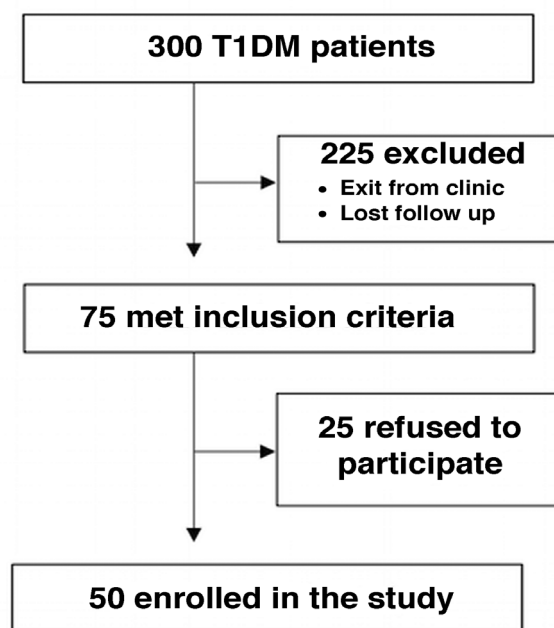 300 T1DM patients
225 excluded
• Exit from clinic
• Lost follow up
75 met inclusion criteria
25 refused to
participate
50 enrolled in the study